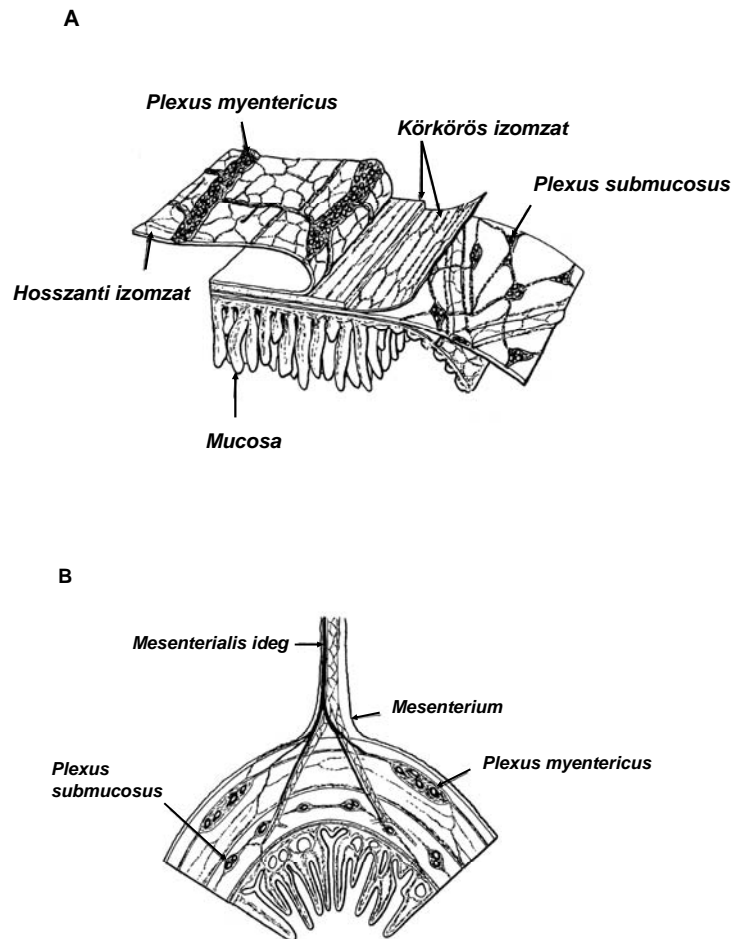 A
Plexus myentericus
Körkörös izomzat
Plexus submucosus
Hosszanti izomzat
Mucosa
B
Mesenterialis ideg
Mesenterium
Plexus
submucosus
Plexus myentericus